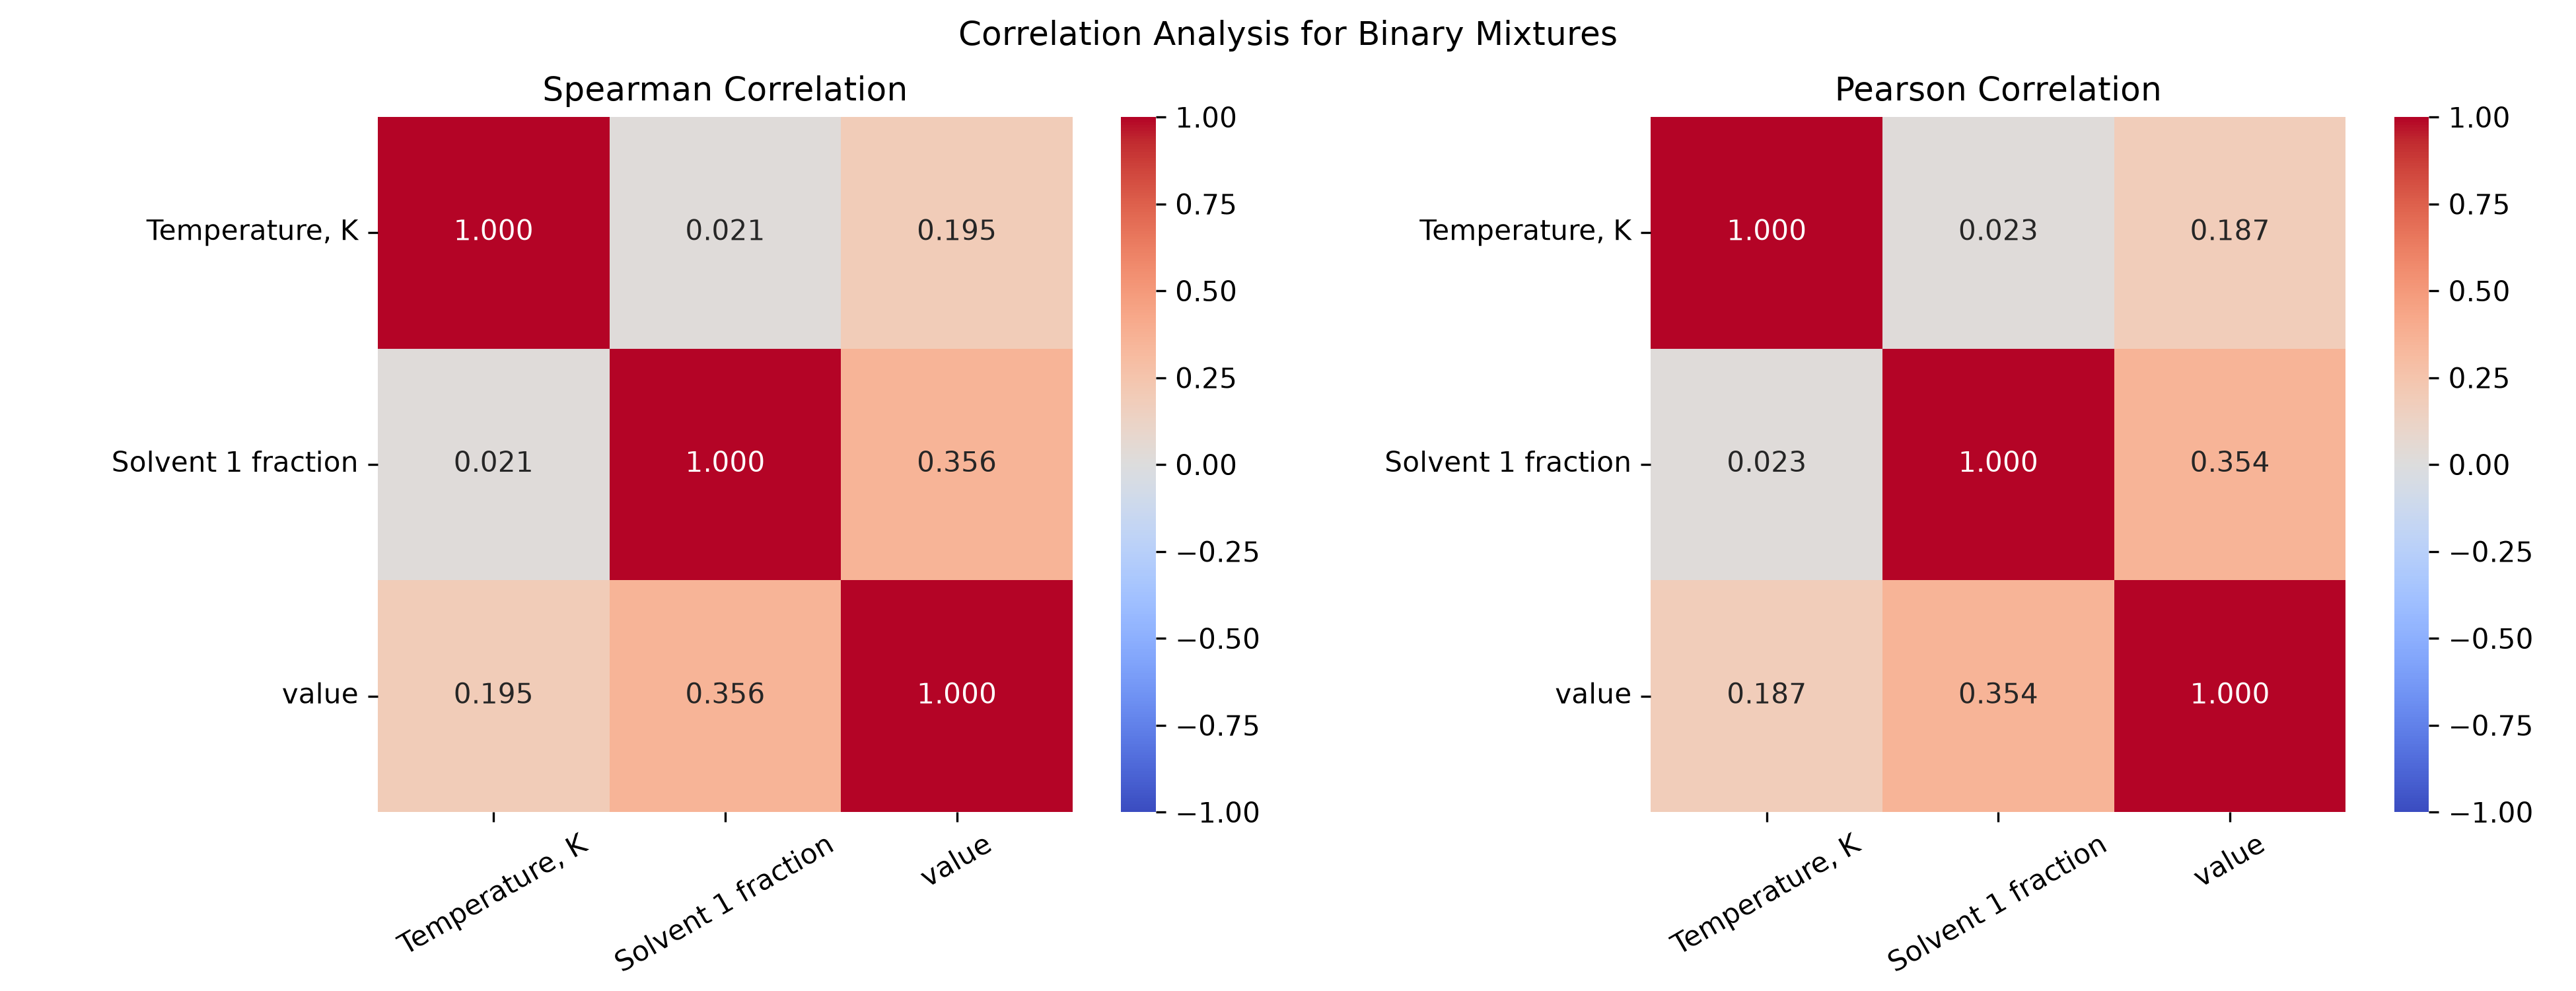 Correlation Analysis for Binary Mixtures
Spearman Correlation
Temperature, K
Solvent 1 fraction
value
1.000 0.021 0.195
0.021 1.000 0.356
0.195 0.356 1.000
Temperature, K
Solvent 1 fraction
value
1.00
0.75
0.50
0.25
0.00
−0.25
−0.50
−0.75
−1.00
Pearson Correlation
Temperature, K
Solvent 1 fraction
value
1.000 0.023 0.187
0.023 1.000 0.354
0.187 0.354 1.000
Temperature, K
Solvent 1 fraction
value
1.00
0.75
0.50
0.25
0.00
−0.25
−0.50
−0.75
−1.00